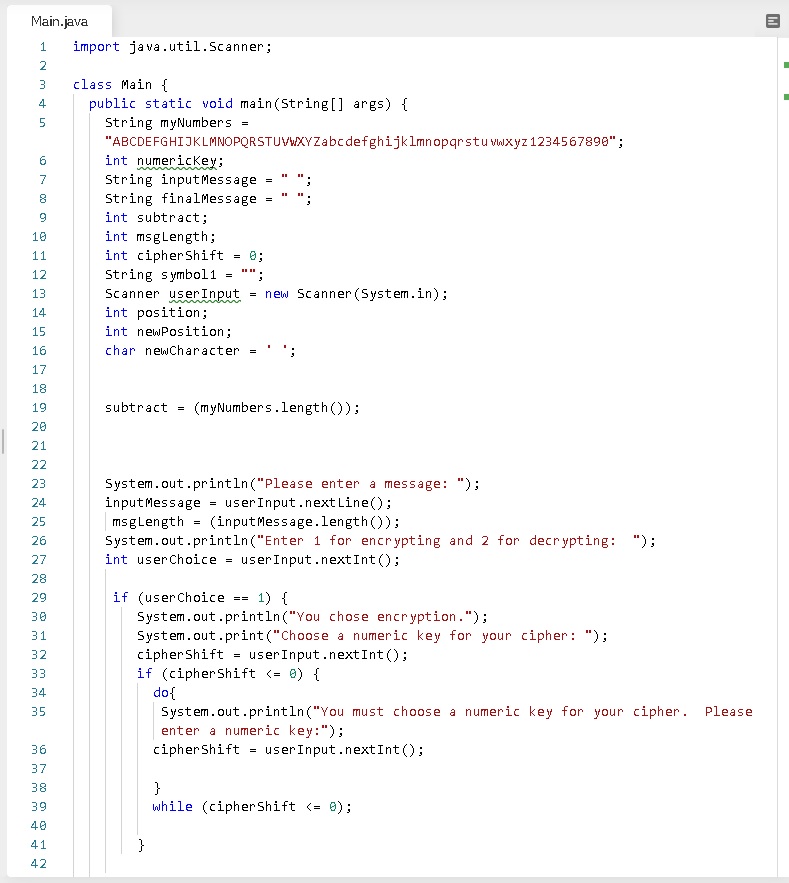 Main.java
1 import java.util.Scanner;
2
3 class Main {
4 public static void main(String[] args) {
5 String myNumbers =
"ABCDEFGHIJKLMNOPQRSTUVWXYZabcdefghijklmnopqrstuvwxyz1234567890";
6 int numericKey;
7 String inputMessage = " ";
8 String finalMessage = " ";
9 int subtract;
10 int msgLength;
11 int cipherShift = 0;
12 String symbol1 = "";
13 Scanner userInput = new Scanner(System.in);
14 int position;
15 int newPosition;
16 char newCharacter = ' ';
17
18
19 subtract = (myNumbers.length());
20
21
22
23 System.out.println("Please enter a message: ");
24 inputMessage = userInput.nextLine();
25 msgLength = (inputMessage.length());
26 System.out.println("Enter 1 for encrypting and 2 for decrypting:  ");
27 int userChoice = userInput.nextInt();
28
29 if (userChoice == 1) {
30 System.out.println("You chose encryption.");
31 System.out.print("Choose a numeric key for your cipher: ");
32 cipherShift = userInput.nextInt();
33 if (cipherShift <= 0) {
34 do{
35 System.out.println("You must choose a numeric key for your cipher.  Please
enter a numeric key:");
36 cipherShift = userInput.nextInt();
37
38 }
39 while (cipherShift <= 0);
40
41 }
42